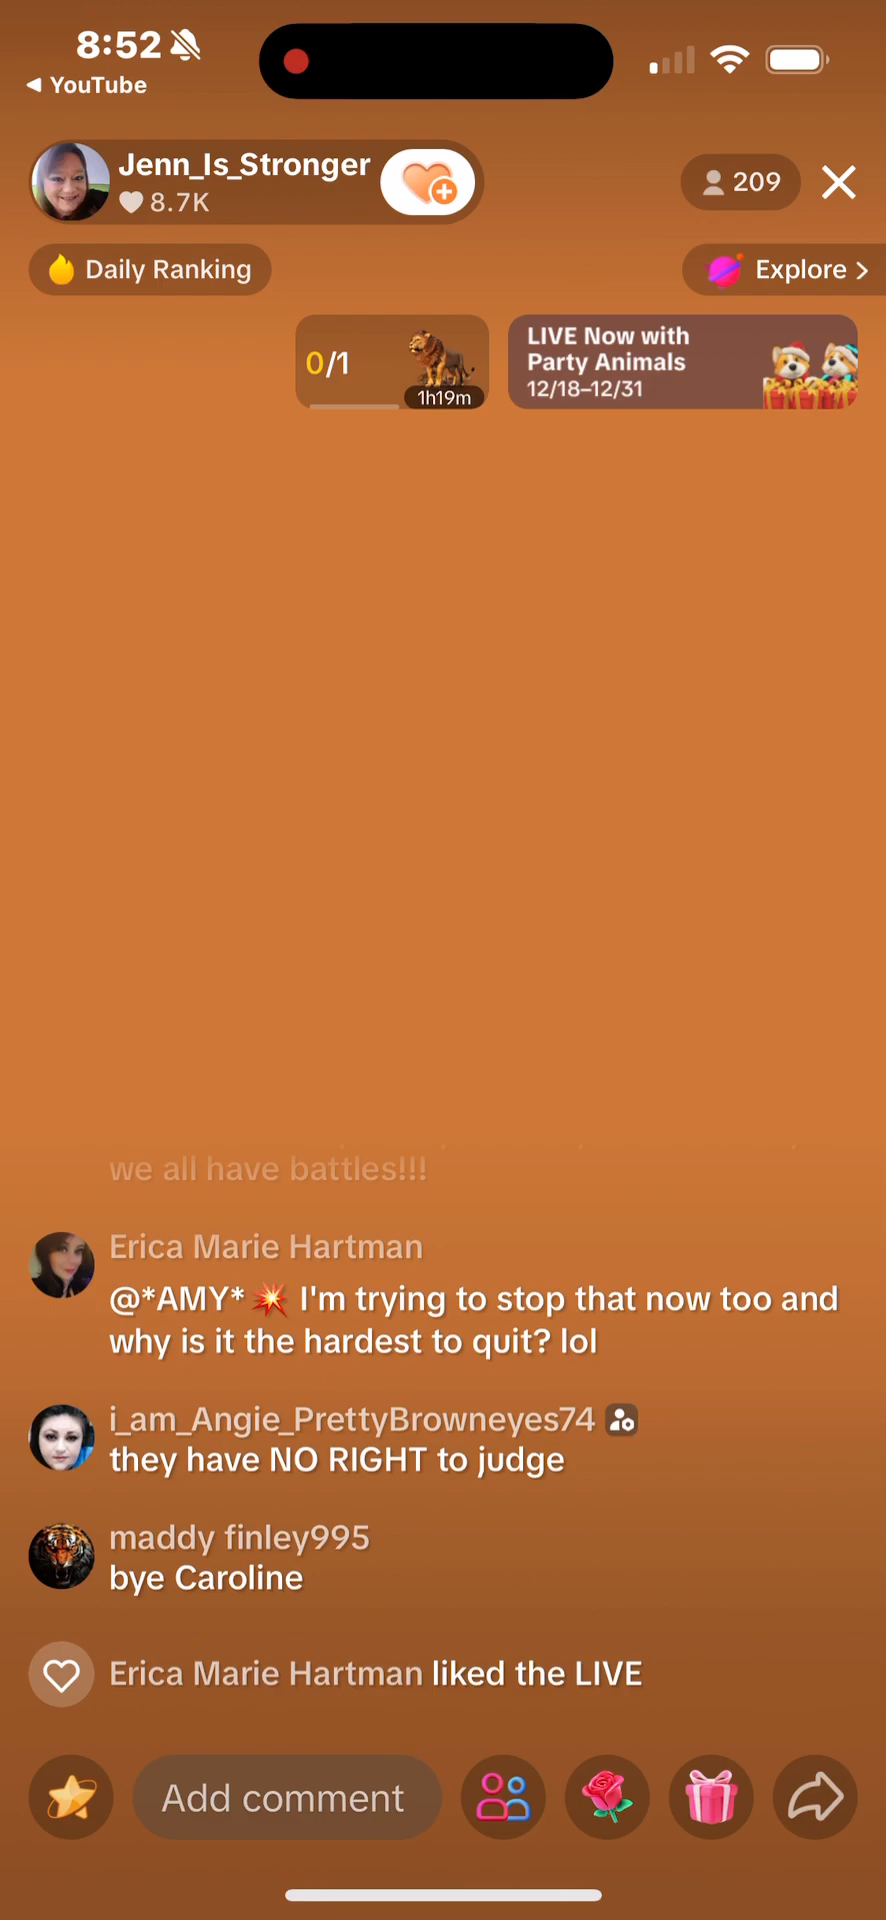 8:52
YouTube
Jenn_Is_Stronger
8.7K
209
Daily Ranking
Explore
0/1
1h19m
LIVE Now with
Party Animals
12/18–12/31
we all have battles!!!
Erica Marie Hartman
@*AMY*💥 I'm trying to stop that now too and
why is it the hardest to quit? lol
i_am_Angie_PrettyBrowneyes74
they have NO RIGHT to judge
maddy finley995
bye Caroline
Erica Marie Hartman liked the LIVE
Add comment